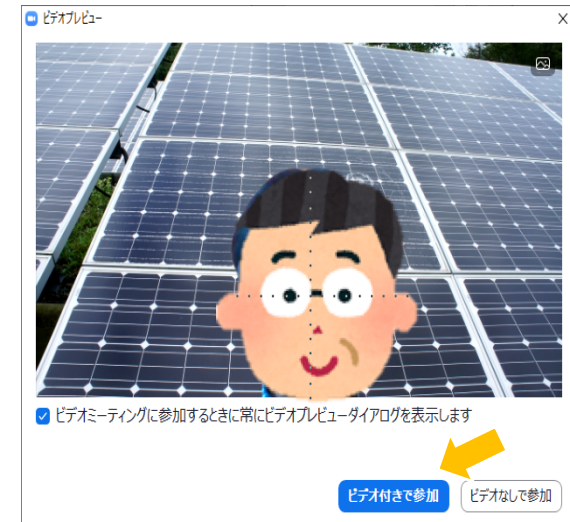 ビデオプレビュー
ビデオミーティングに参加するときに常にビデオプレビューダイアログを表示します
ビデオ付きで参加
ビデオなしで参加